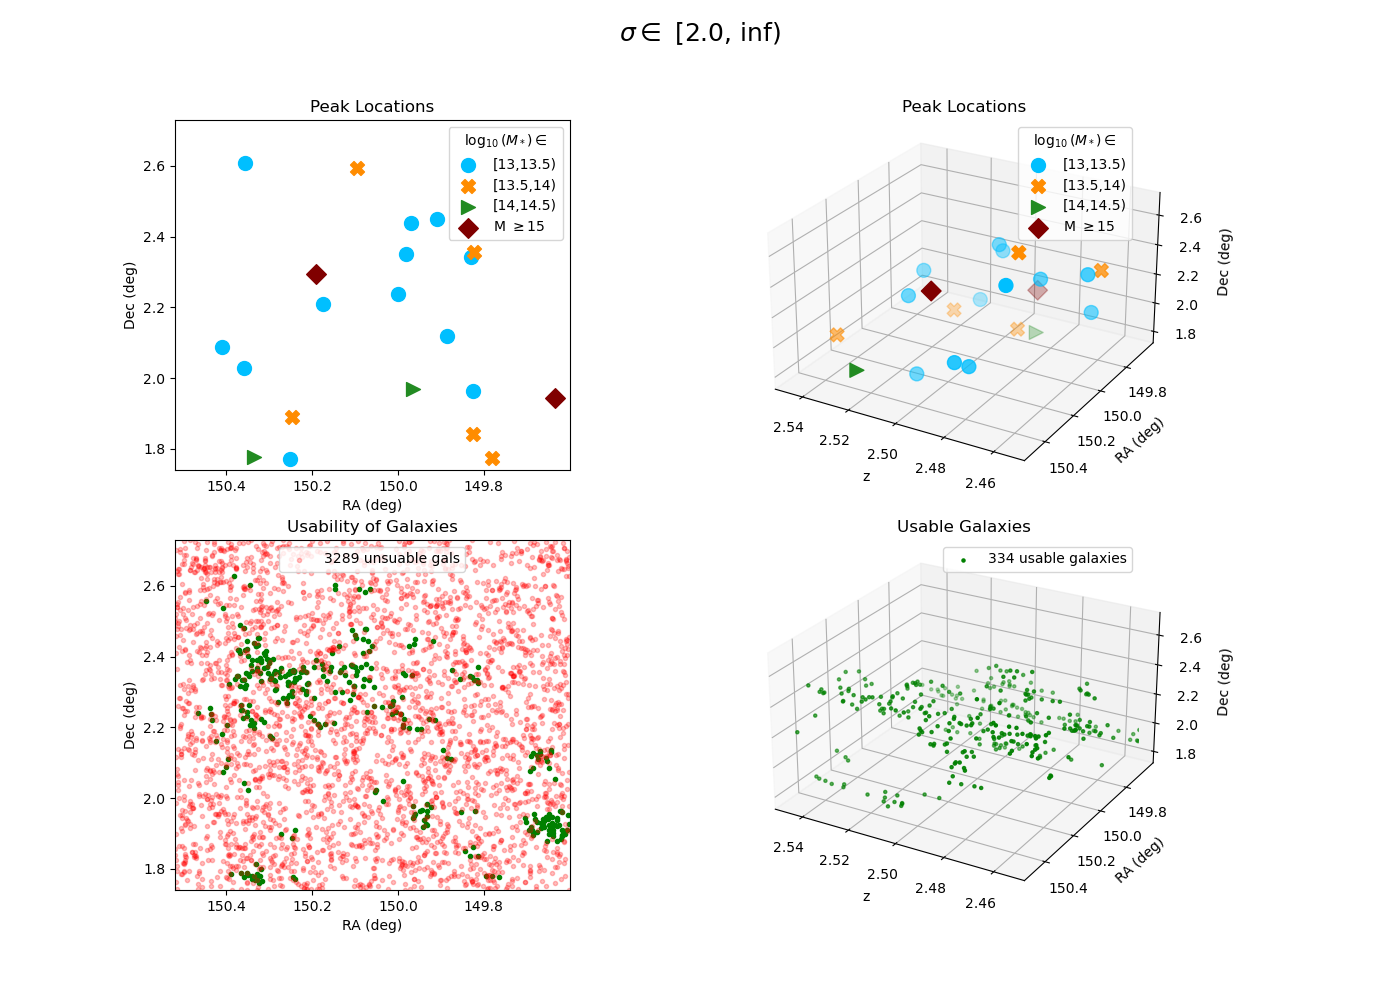 σ ∈ [2.0, inf)
Peak Locations
log₁₀(M*) ∈
[13,13.5)
[13.5,14)
[14,14.5)
M ≥15
2.6
2.4
2.2
2.0
1.8
Dec (deg)
150.4 150.2 150.0 149.8
RA (deg)
Peak Locations
log₁₀(M*) ∈
[13,13.5)
[13.5,14)
[14,14.5)
M ≥15
2.6
2.4
2.2
2.0
1.8
Dec (deg)
149.8
150.0
150.2
150.4
RA (deg)
2.54
2.52
2.50
2.48
2.46
z
Usability of Galaxies
3289 unsuable gals
2.6
2.4
2.2
2.0
1.8
Dec (deg)
150.4 150.2 150.0 149.8
RA (deg)
Usable Galaxies
334 usable galaxies
2.6
2.4
2.2
2.0
1.8
Dec (deg)
149.8
150.0
150.2
150.4
RA (deg)
2.54
2.52
2.50
2.48
2.46
z